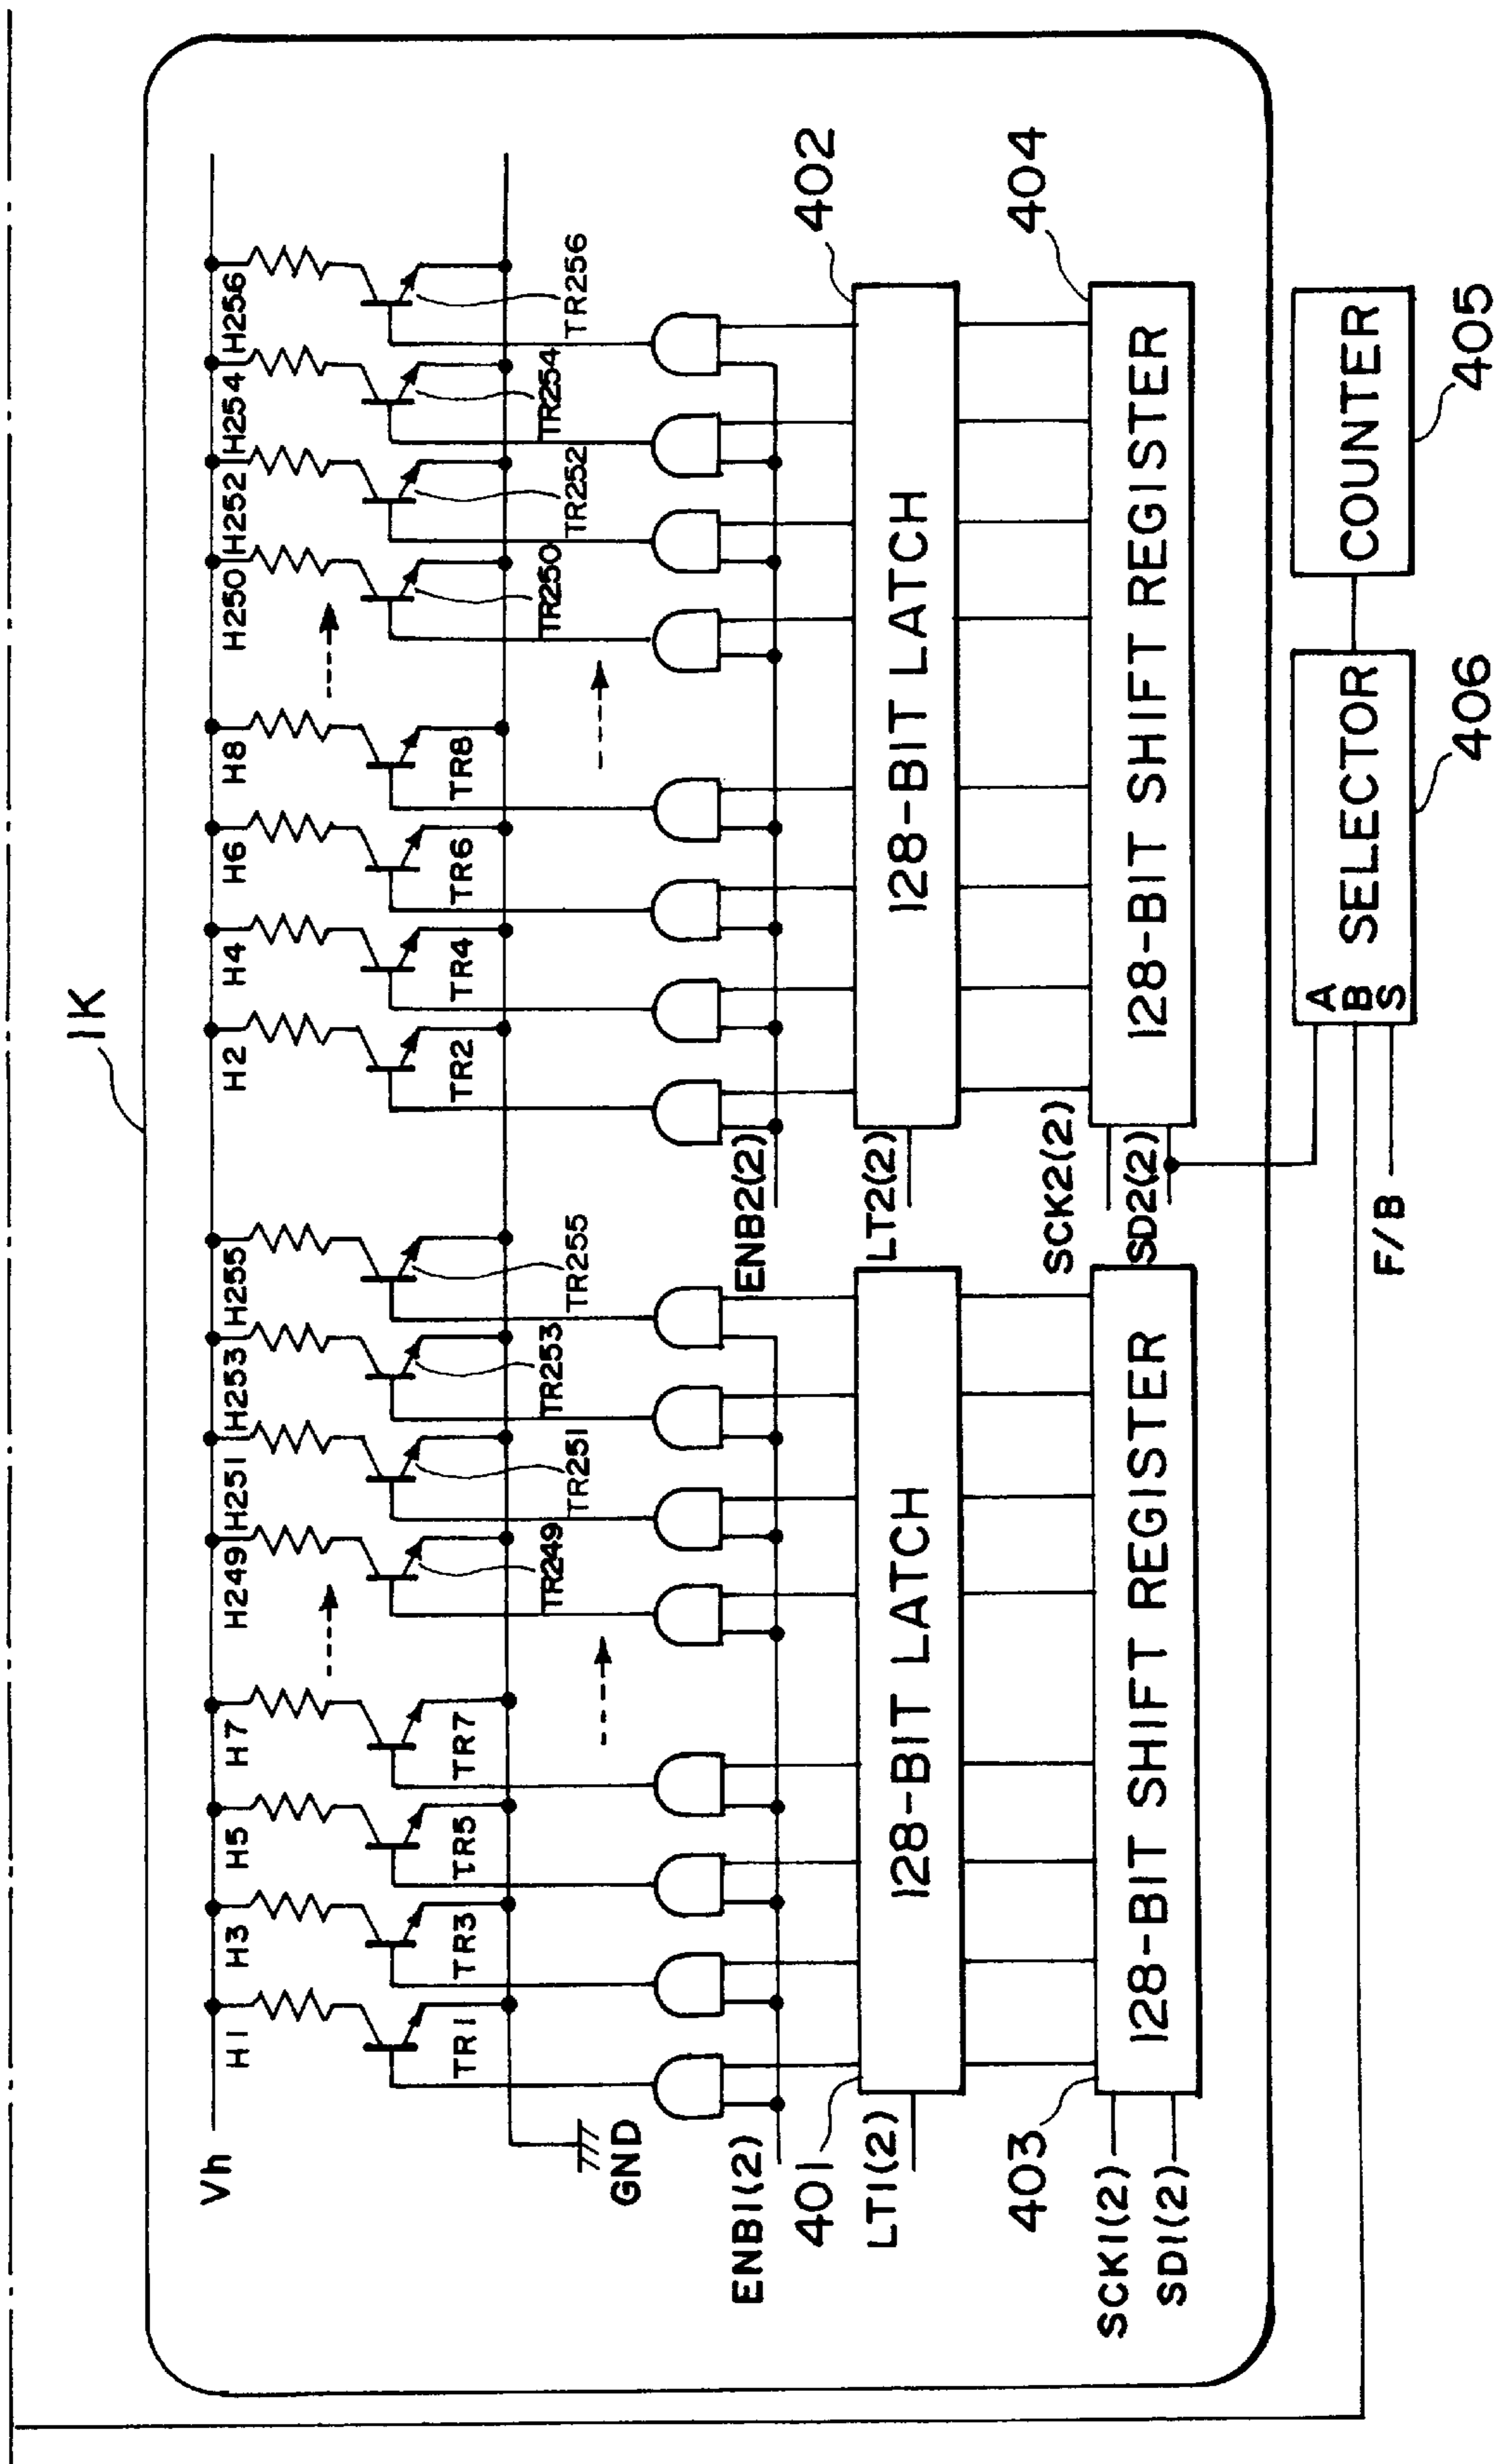 1K
Vh
H1
H3
H5
H7
H249
H251
H253
H255
H2
H4
H6
H8
H250
H252
H254
H256
TR1
TR3
TR5
TR7
TR249
TR251
TR253
TR255
TR2
TR4
TR6
TR8
TR250
TR252
TR254
TR256
GND
ENB1(2)
ENB2(2)
401
LT1(2)
128-BIT LATCH
LT2(2)
128-BIT LATCH
402
403
SCK1(2)
SD1(2)
128-BIT SHIFT REGISTER
SCK2(2)
SD2(2)
128-BIT SHIFT REGISTER
404
F/B
A
B
S
SELECTOR
406
COUNTER
405